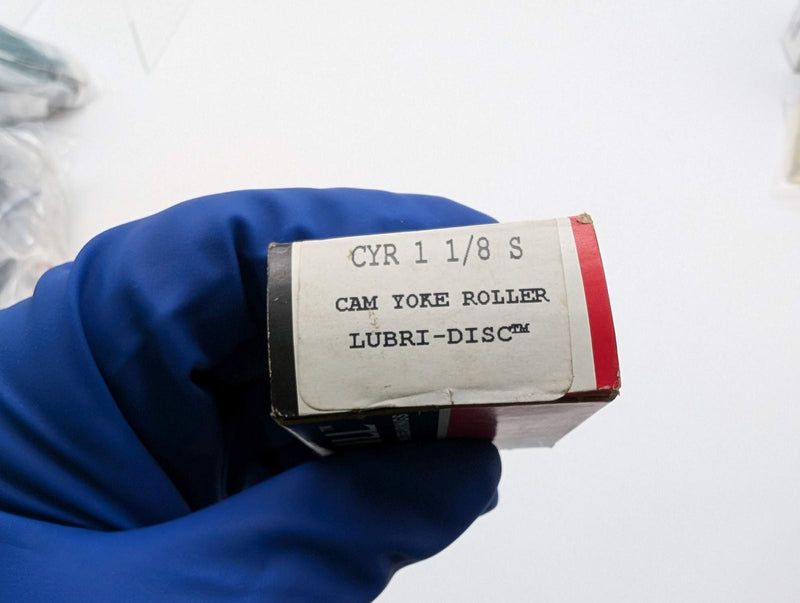 CYR 1 1/8 S
CAM YOKE ROLLER
LUBRI-DISC™